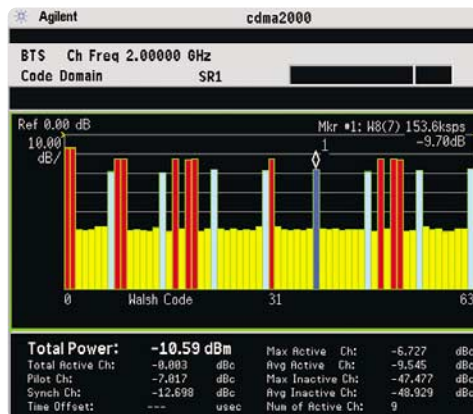 Agilent cdma2000
BTS Ch Freq 2.00000 GHz
Code Domain SR1
Ref 0.00 dB Mkr #1: W8(7) 153.6ksps
10.00 1 -9.70dB
dB/
0 Walsh Code 31 63
Total Power: -10.59 dBm Max Active Ch: -6.727 dBc
Total Active Ch: -0.003 dBc Avg Active Ch: -9.545 dBc
Pilot Ch: -7.017 dBc Max Inactive Ch: -47.477 dBc
Synch Ch: -12.698 dBc Avg Inactive Ch: -48.929 dBc
Time Offset: --- usec Num of Active Ch: 9